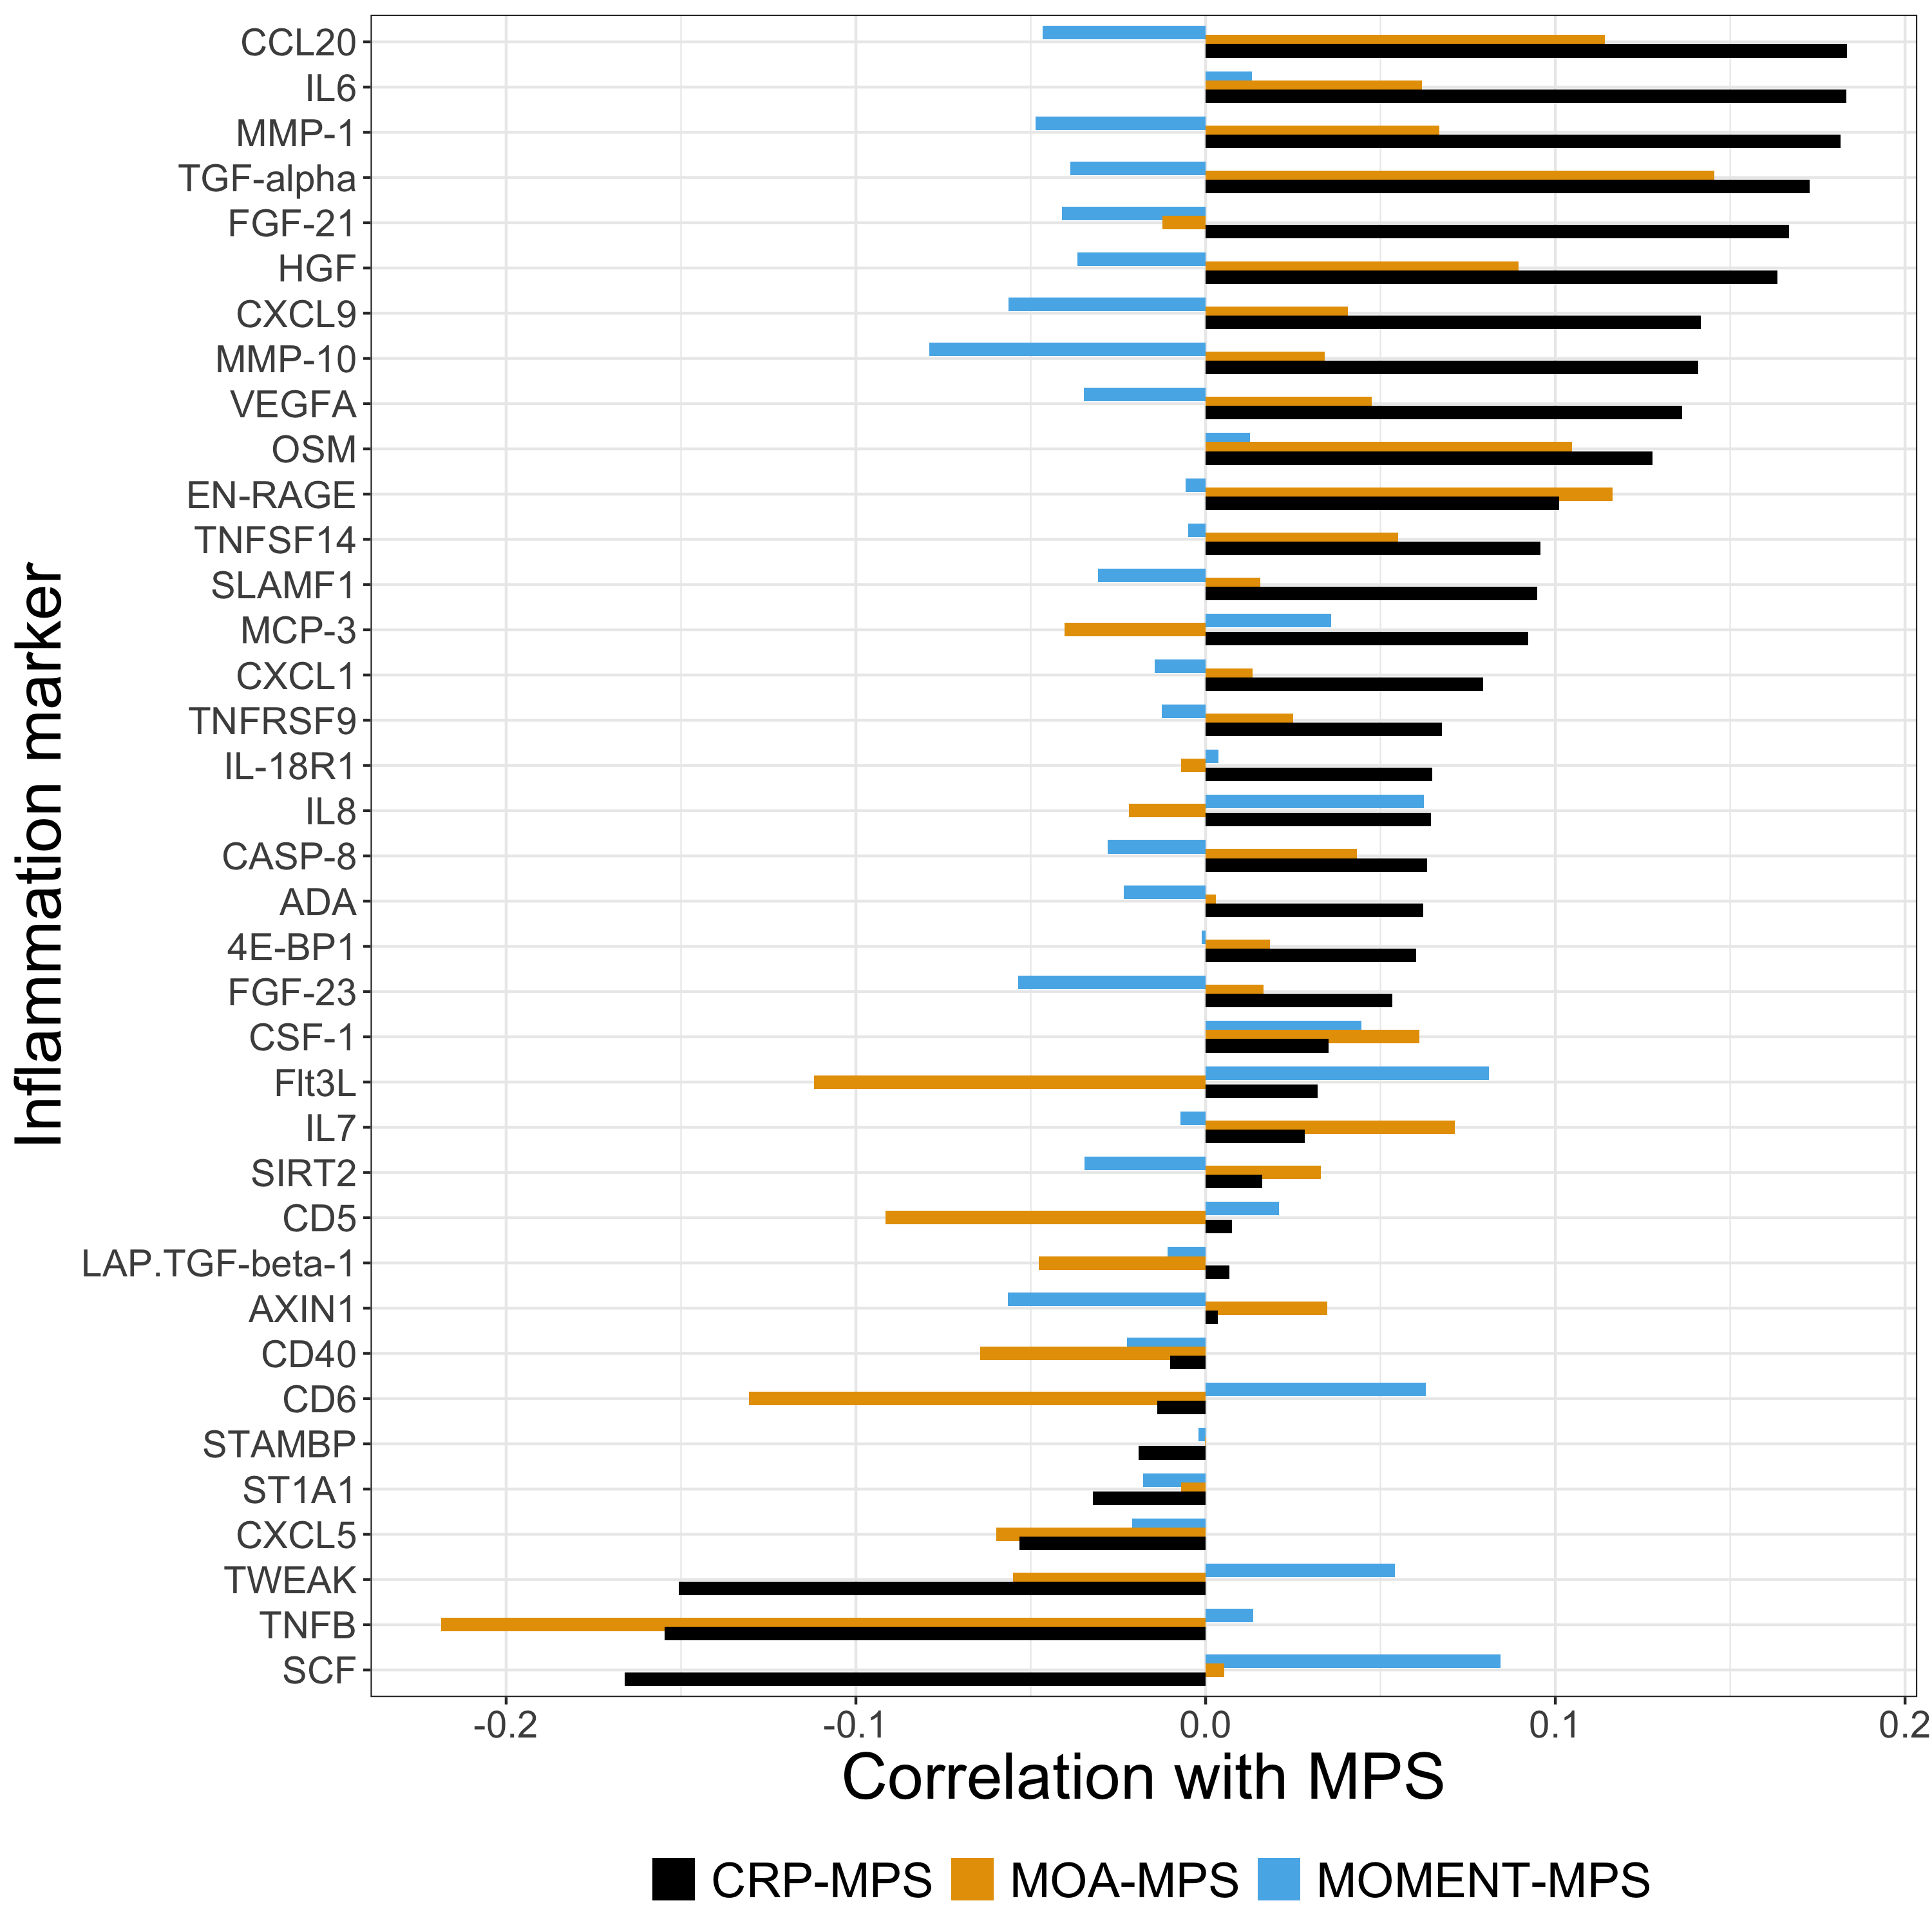 CCL20
IL6
MMP-1
TGF-alpha
FGF-21
HGF
CXCL9
MMP-10
VEGFA
OSM
EN-RAGE
TNFSF14
SLAMF1
MCP-3
CXCL1
TNFRSF9
IL-18R1
IL8
CASP-8
ADA
4E-BP1
FGF-23
CSF-1
Flt3L
IL7
SIRT2
CD5
LAP.TGF-beta-1
AXIN1
CD40
CD6
STAMBP
ST1A1
CXCL5
TWEAK
TNFB
SCF
Inflammation marker
-0.2 -0.1 0.0 0.1 0.2
Correlation with MPS
CRP-MPS MOA-MPS MOMENT-MPS